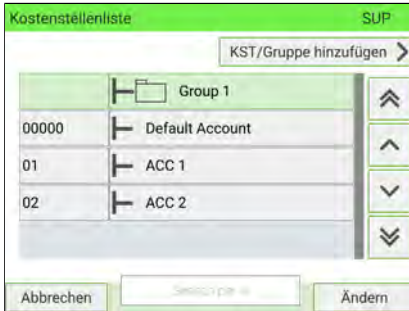 Kostenstellenliste SUP
KST/Gruppe hinzufügen
Group 1
00000 Default Account
01 ACC 1
02 ACC 2
Abbrechen Ändern